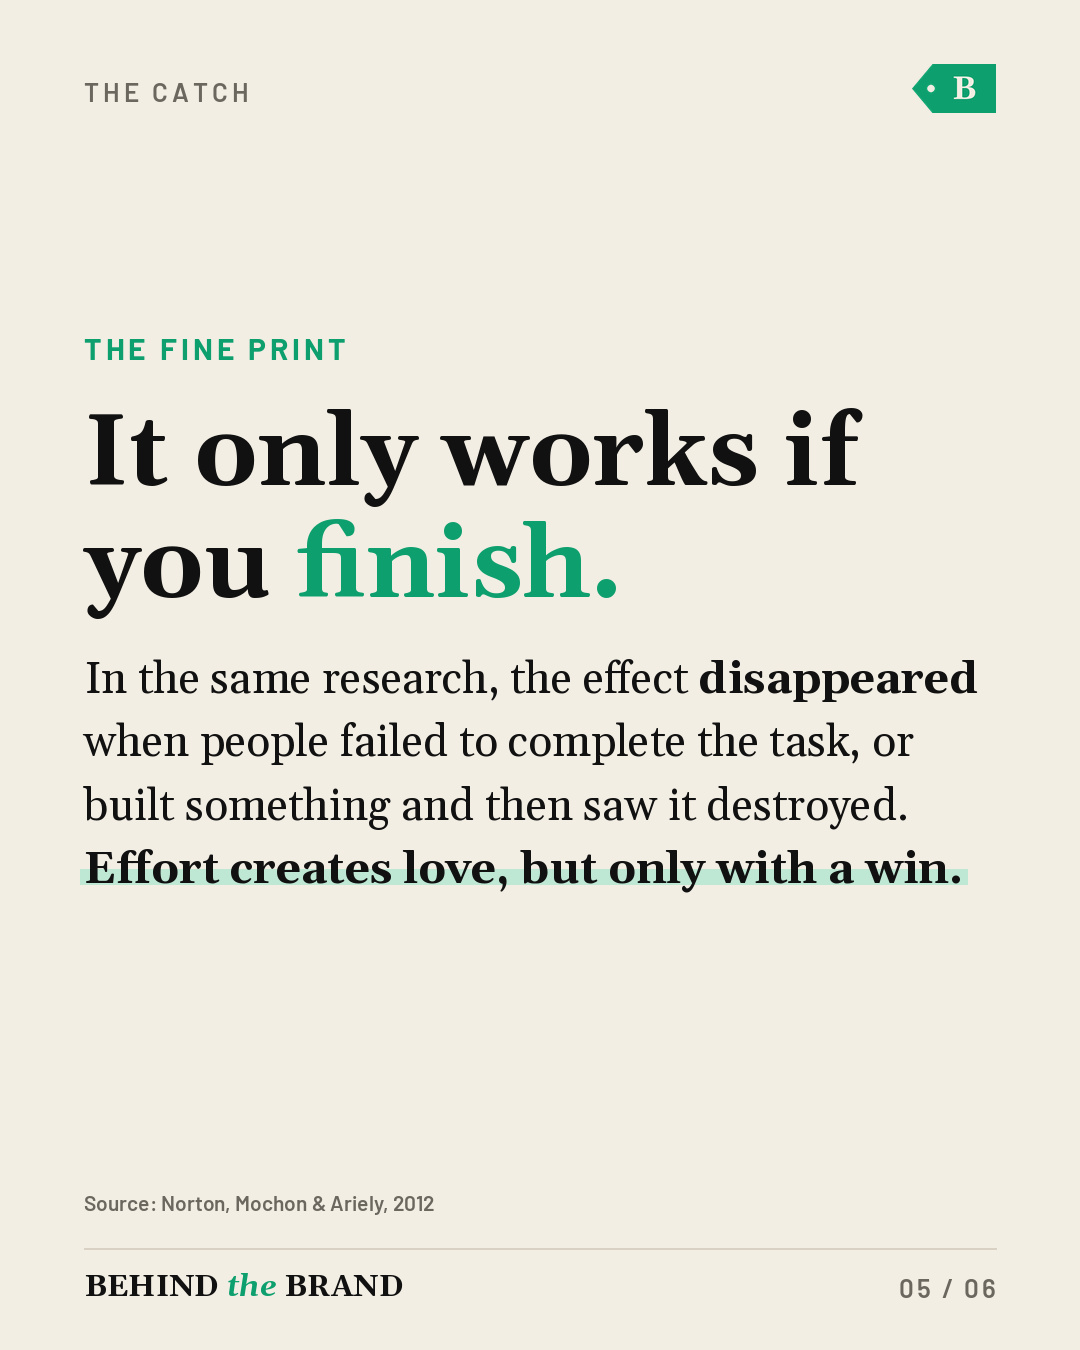 THE CATCH
B
THE FINE PRINT
It only works if
you finish.
In the same research, the effect disappeared
when people failed to complete the task, or
built something and then saw it destroyed.
Effort creates love, but only with a win.
Source: Norton, Mochon & Ariely, 2012
BEHIND the BRAND
05 / 06